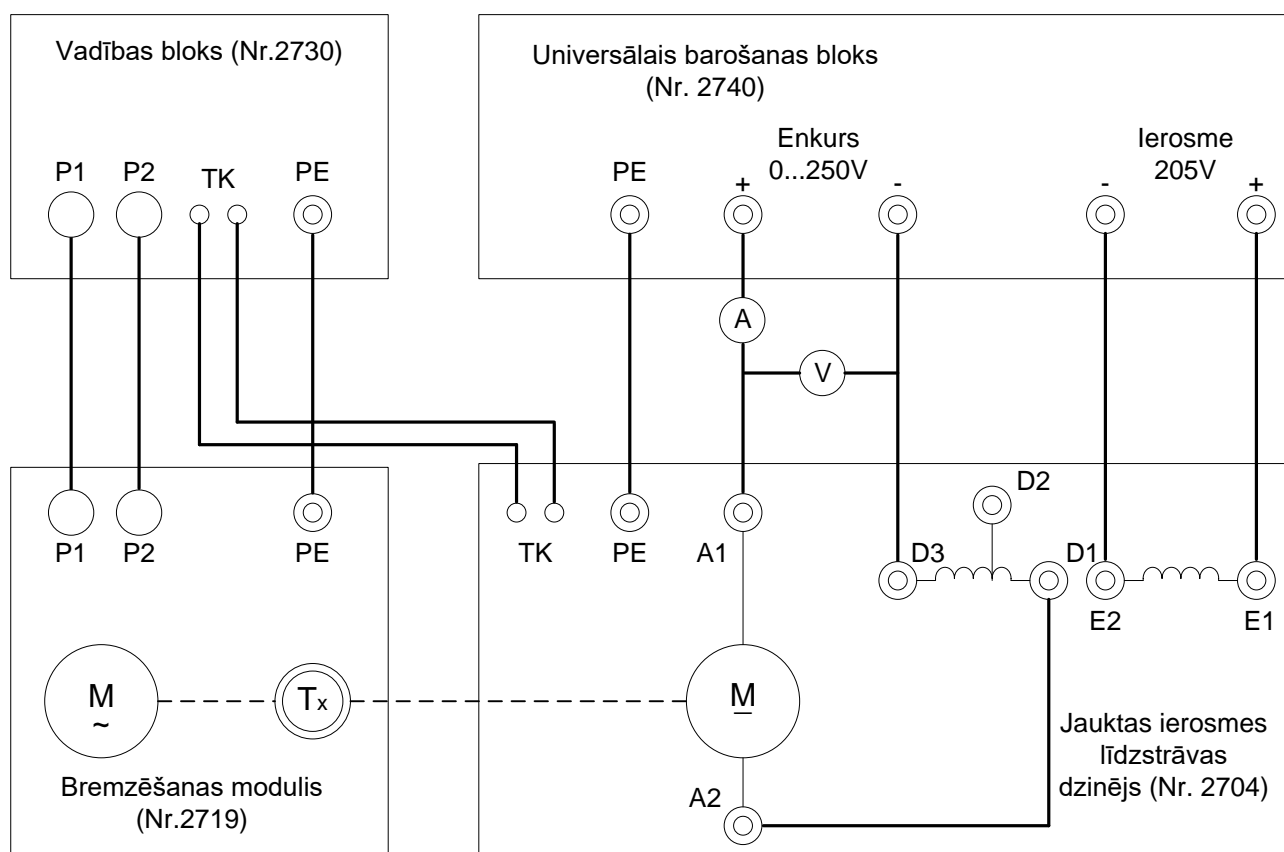 Vadības bloks (Nr.2730)
P1
P2
TK
PE
Universālais barošanas bloks
(Nr. 2740)
PE
Enkurs
0...250V
+
-
Ierosme
205V
-
+
A
V
P1
P2
PE
M
~
Tx
Bremzēšanas modulis
(Nr.2719)
TK
PE
A1
D3
D2
D1
E2
E1
M
A2
Jauktas ierosmes
līdzstrāvas
dzinējs (Nr. 2704)